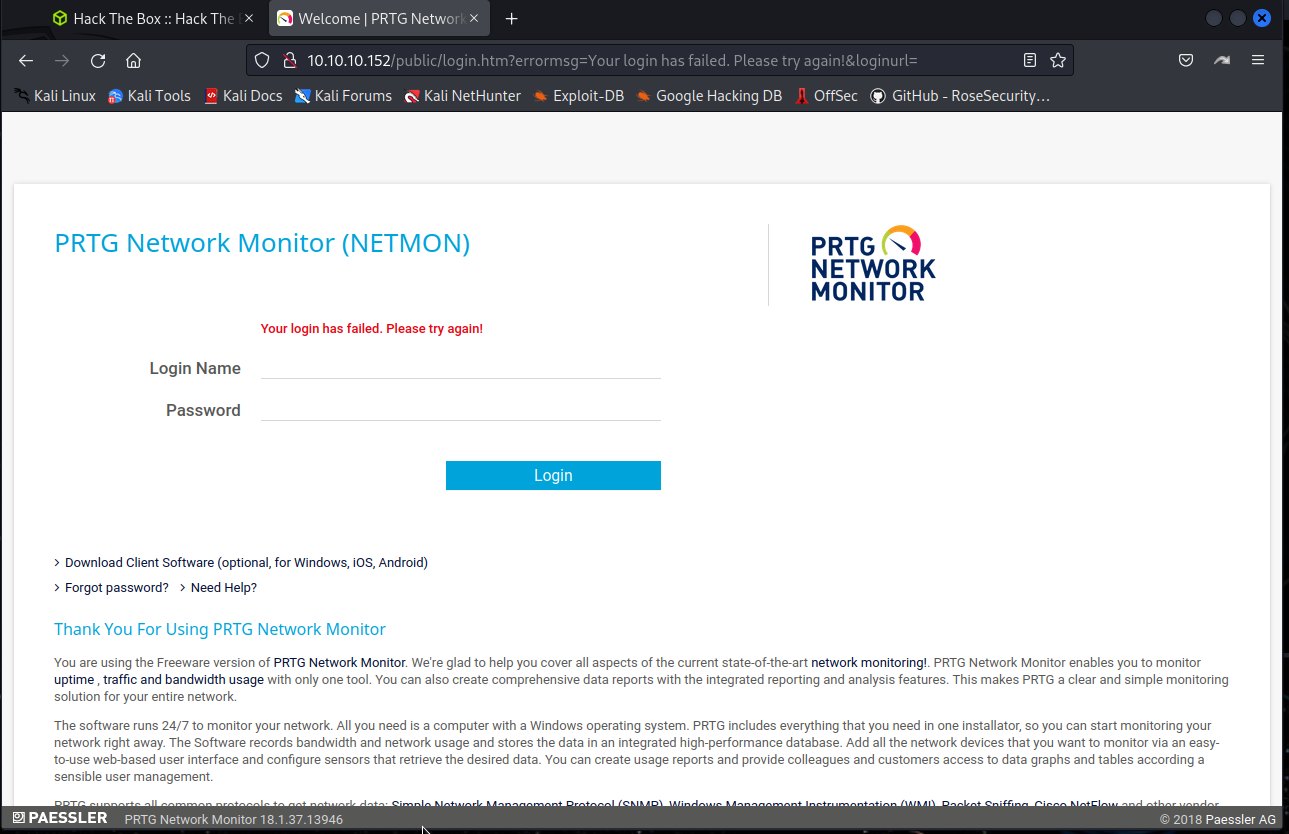 Hack The Box :: Hack The
Welcome | PRTG Network
10.10.10.152/public/login.htm?errormsg=Your login has failed. Please try again!&loginurl=
Kali Linux
Kali Tools
Kali Docs
Kali Forums
Kali NetHunter
Exploit-DB
Google Hacking DB
OffSec
GitHub - RoseSecurity…
PRTG Network Monitor (NETMON)
PRTG
NETWORK
MONITOR
Your login has failed. Please try again!
Login Name
Password
Login
Download Client Software (optional, for Windows, iOS, Android)
Forgot password? Need Help?
Thank You For Using PRTG Network Monitor
You are using the Freeware version of PRTG Network Monitor. We're glad to help you cover all aspects of the current state-of-the-art network monitoring!. PRTG Network Monitor enables you to monitor
uptime , traffic and bandwidth usage with only one tool. You can also create comprehensive data reports with the integrated reporting and analysis features. This makes PRTG a clear and simple monitoring
solution for your entire network.
The software runs 24/7 to monitor your network. All you need is a computer with a Windows operating system. PRTG includes everything that you need in one installator, so you can start monitoring your
network right away. The Software records bandwidth and network usage and stores the data in an integrated high-performance database. Add all the network devices that you want to monitor via an easy-
to-use web-based user interface and configure sensors that retrieve the desired data. You can create usage reports and provide colleagues and customers access to data graphs and tables according a
sensible user management.
PRTG supports all common protocols to get network data: Simple Network Management Protocol (SNMP), Windows Management Instrumentation (WMI), Packet Sniffing, Cisco NetFlow and other vendor
PAESSLER PRTG Network Monitor 18.1.37.13946 © 2018 Paessler AG